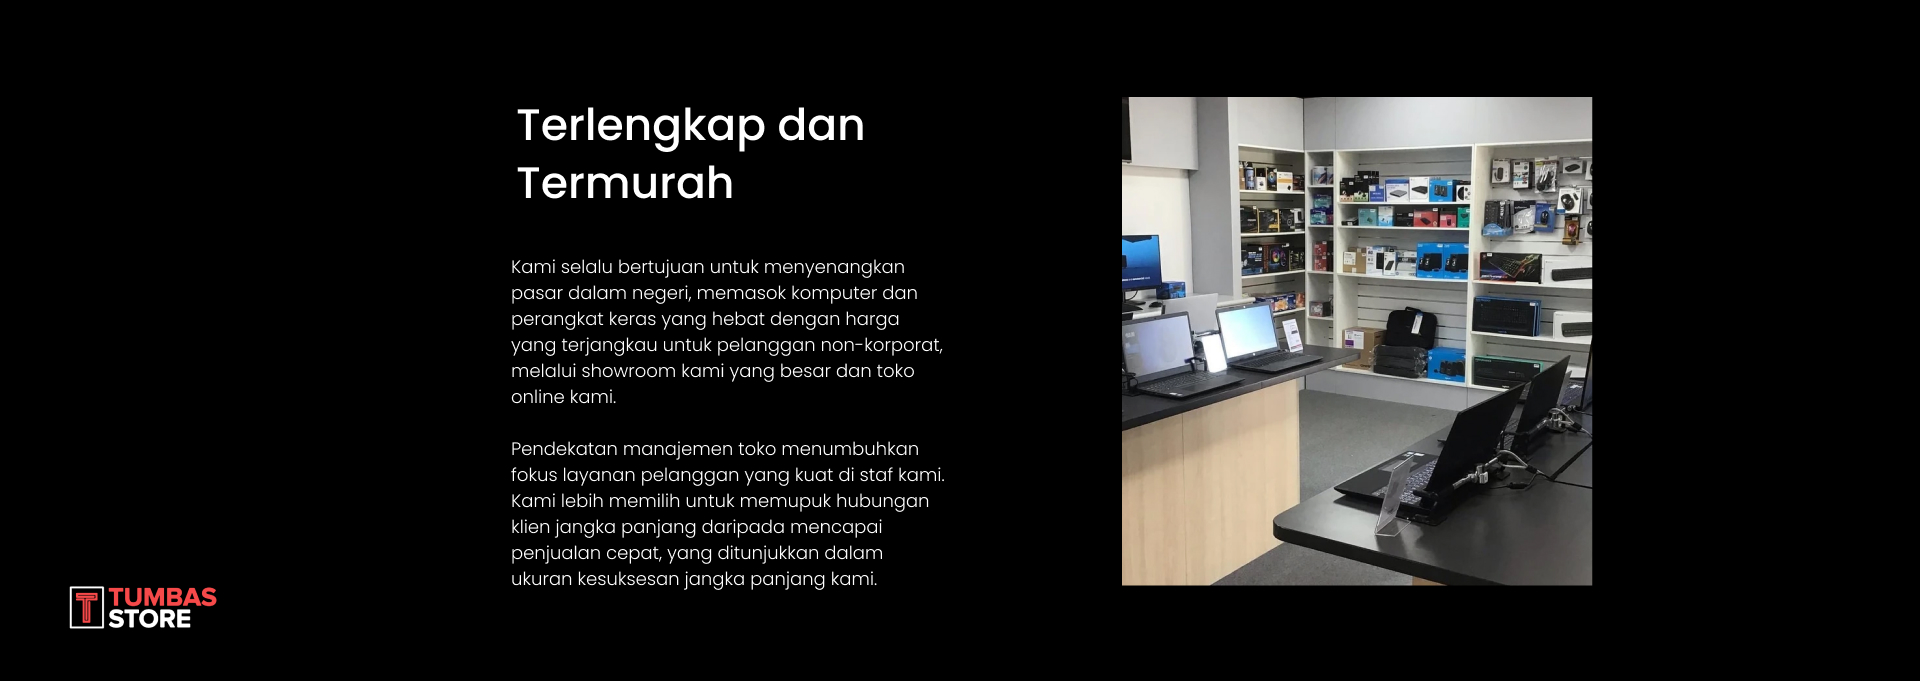 Terlengkap dan
Termurah
Kami selalu bertujuan untuk menyenangkan
pasar dalam negeri, memasok komputer dan
perangkat keras yang hebat dengan harga
yang terjangkau untuk pelanggan non-korporat,
melalui showroom kami yang besar dan toko
online kami.
Pendekatan manajemen toko menumbuhkan
fokus layanan pelanggan yang kuat di staf kami.
Kami lebih memilih untuk memupuk hubungan
klien jangka panjang daripada mencapai
penjualan cepat, yang ditunjukkan dalam
ukuran kesuksesan jangka panjang kami.
T TUMBAS
STORE